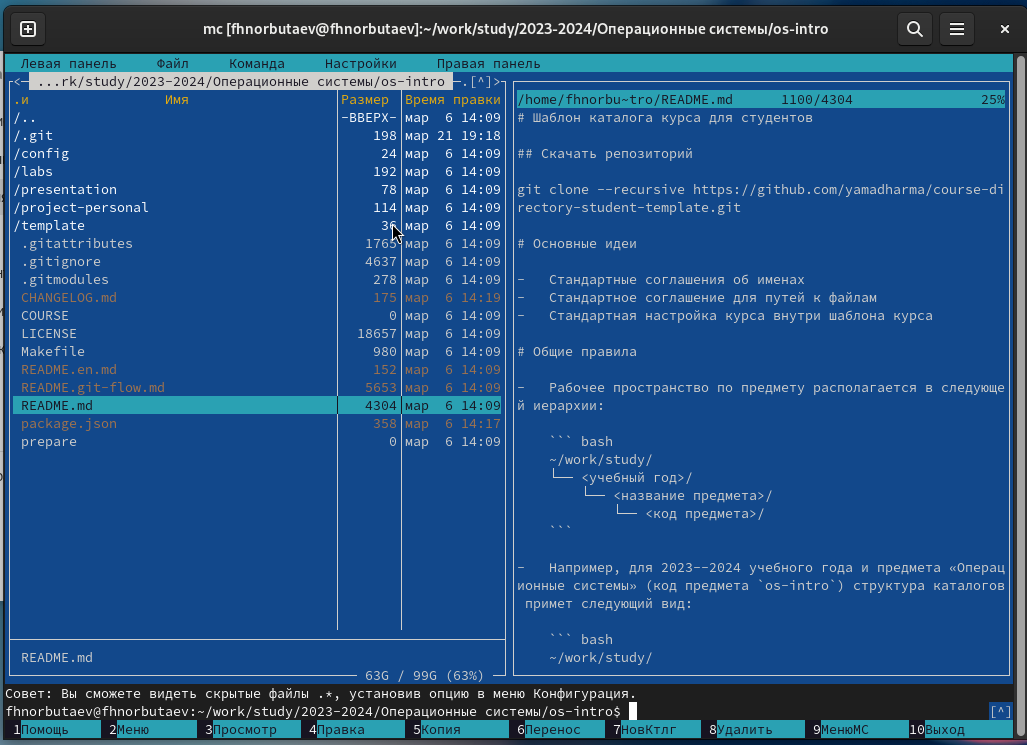 mc [fhnorbutaev@fhnorbutaev]:~/work/study/2023-2024/Операционные системы/os-intro
Левая панель Файл Команда Настройки Правая панель
<─ ...rk/study/2023-2024/Операционные системы/os-intro ─.[^]>
.и Имя Размер Время правки
/.. -ВВЕРХ- мар 6 14:09
/.git 198 мар 21 19:18
/config 24 мар 6 14:09
/labs 192 мар 6 14:09
/presentation 78 мар 6 14:09
/project-personal 114 мар 6 14:09
/template 36 мар 6 14:09
.gitattributes 1765 мар 6 14:09
.gitignore 4637 мар 6 14:09
.gitmodules 278 мар 6 14:09
CHANGELOG.md 175 мар 6 14:19
COURSE 0 мар 6 14:09
LICENSE 18657 мар 6 14:09
Makefile 980 мар 6 14:09
README.en.md 152 мар 6 14:09
README.git-flow.md 5653 мар 6 14:09
README.md 4304 мар 6 14:09
package.json 358 мар 6 14:17
prepare 0 мар 6 14:09
README.md
63G / 99G (63%)
/home/fhnorbu~tro/README.md 1100/4304 25%
# Шаблон каталога курса для студентов
## Скачать репозиторий
git clone --recursive https://github.com/yamadharma/course-di
rectory-student-template.git
# Основные идеи
- Стандартные соглашения об именах
- Стандартное соглашение для путей к файлам
- Стандартная настройка курса внутри шаблона курса
# Общие правила
- Рабочее пространство по предмету располагается в следующе
й иерархии:
``` bash
~/work/study/
└── <учебный год>/
└── <название предмета>/
└── <код предмета>/
```
- Например, для 2023--2024 учебного года и предмета «Операц
ионные системы» (код предмета `os-intro`) структура каталогов
примет следующий вид:
``` bash
~/work/study/
Совет: Вы сможете видеть скрытые файлы .*, установив опцию в меню Конфигурация.
fhnorbutaev@fhnorbutaev:~/work/study/2023-2024/Операционные системы/os-intro$ [^]
1Помощь 2Меню 3Просмотр 4Правка 5Копия 6Перенос 7НовКтлг 8Удалить 9МенюМС 10Выход